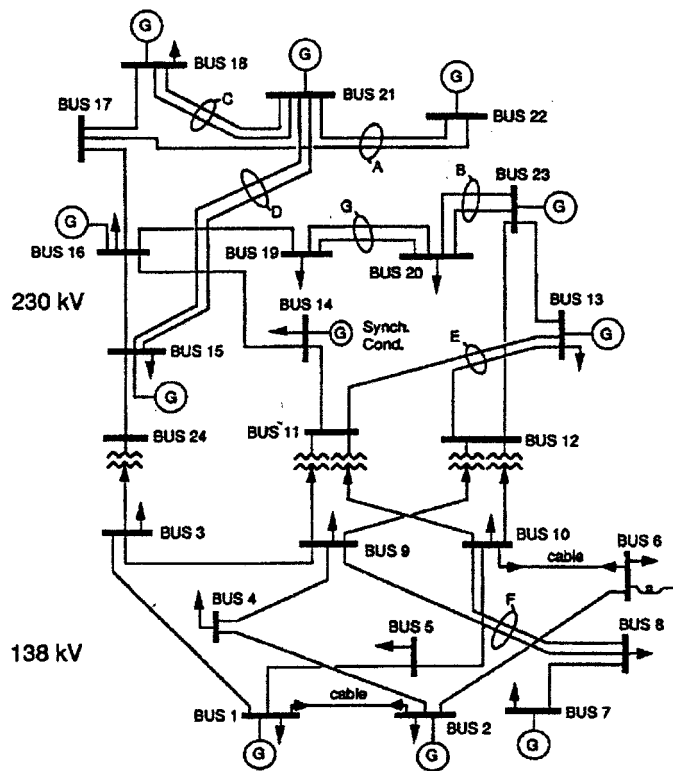 G
G
BUS 18
BUS 21
G
BUS 17
C
BUS 22
A
B
BUS 23
D
G
G
G
BUS 16
BUS 19
BUS 20
230 kV
BUS 14
BUS 13
G
Synch.
Cond.
E
G
BUS 15
G
BUS 24
BUS 11
BUS 12
BUS 3
BUS 9
BUS 10
BUS 6
cable
BUS 4
F
BUS 5
BUS 8
138 kV
cable
BUS 1
BUS 2
BUS 7
G
G
G